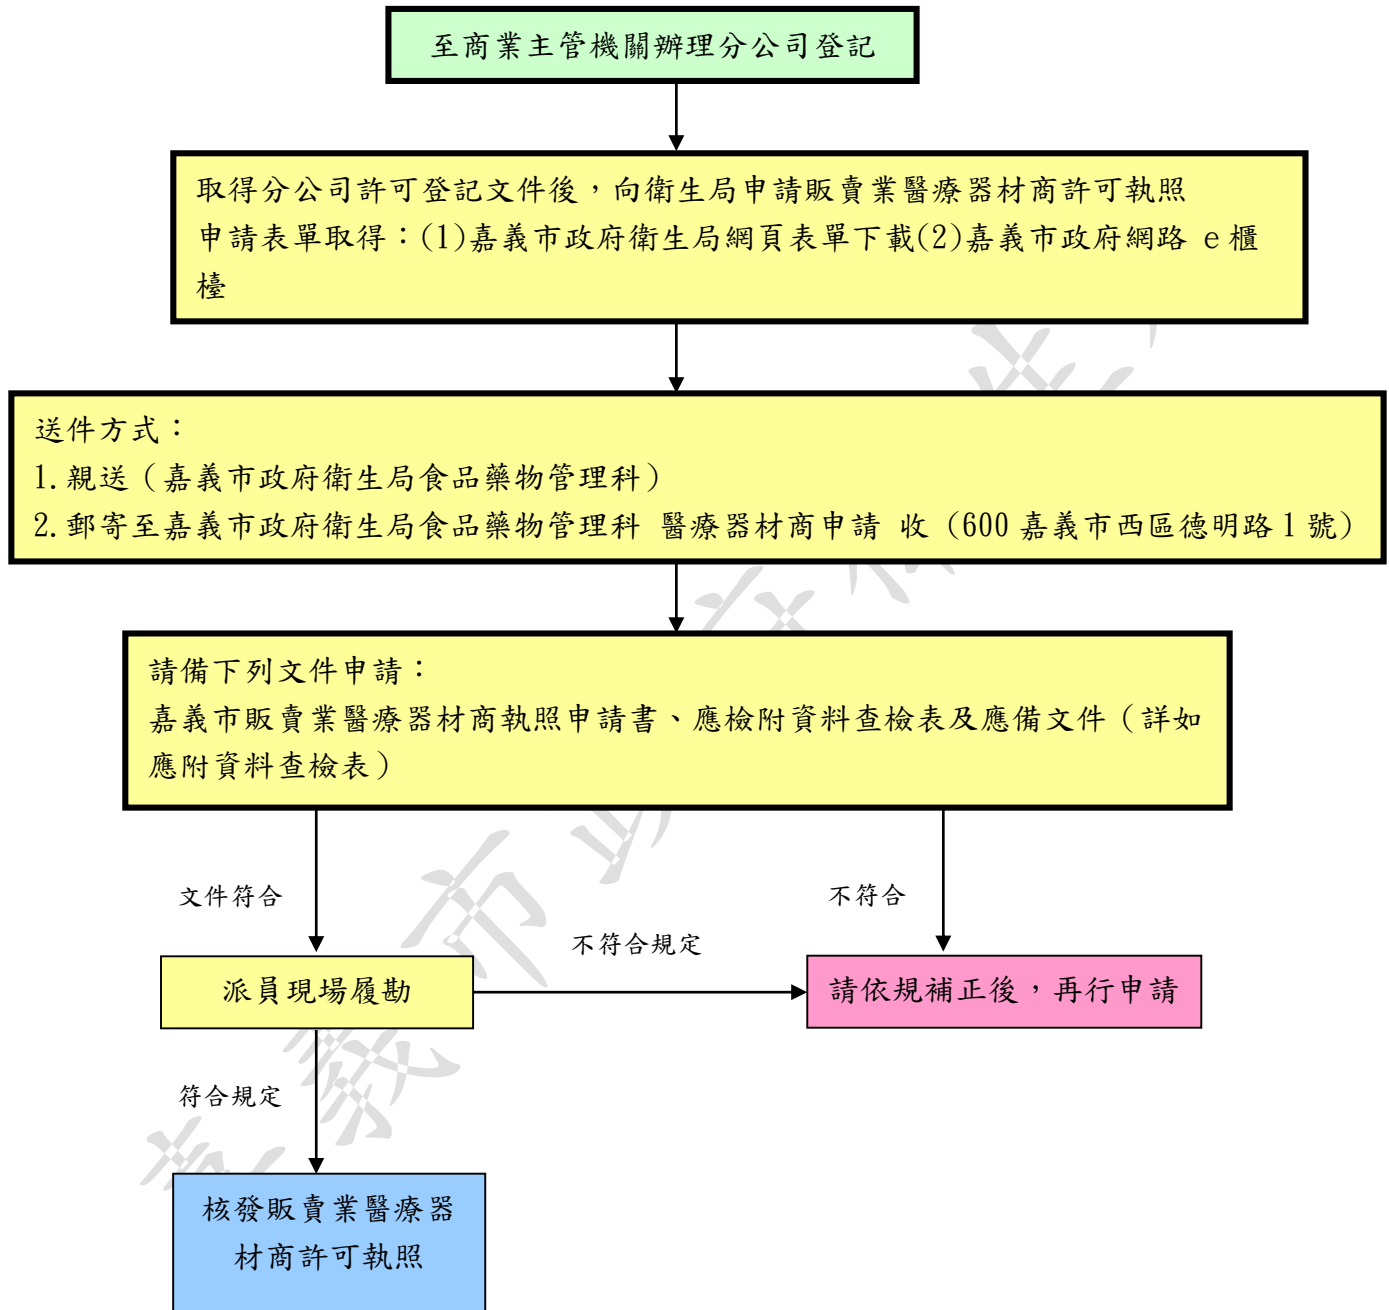 至商業主管機關辦理分公司登記
取得分公司許可登記文件後，向衛生局申請販賣業醫療器材商許可執照
申請表單取得：(1)嘉義市政府衛生局網頁表單下載(2)嘉義市政府網路 e櫃
檯
送件方式：
1.親送（嘉義市政府衛生局食品藥物管理科）
2.郵寄至嘉義市政府衛生局食品藥物管理科 醫療器材商申請 收（600 嘉義市西區德明路 1 號）
請備下列文件申請：
嘉義市販賣業醫療器材商執照申請書、應檢附資料查檢表及應備文件（詳如
應附資料查檢表）
文件符合
不符合
不符合規定
派員現場履勘
請依規補正後，再行申請
符合規定
核發販賣業醫療器
材商許可執照